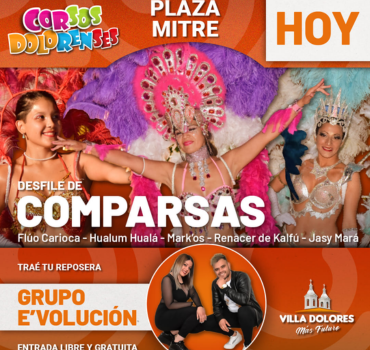 CORSOS
DOLORENSES
PLAZA
MITRE
HOY
DESFILE DE
COMPARSAS
Flúo Carioca - Hualum Hualá - Mark'os - Renacer de Kalfú - Jasy Mará
TRAÉ TU REPOSERA
GRUPO
E'VOLUCIÓN
VILLA DOLORES
Más Futuro
ENTRADA LIBRE Y GRATUITA